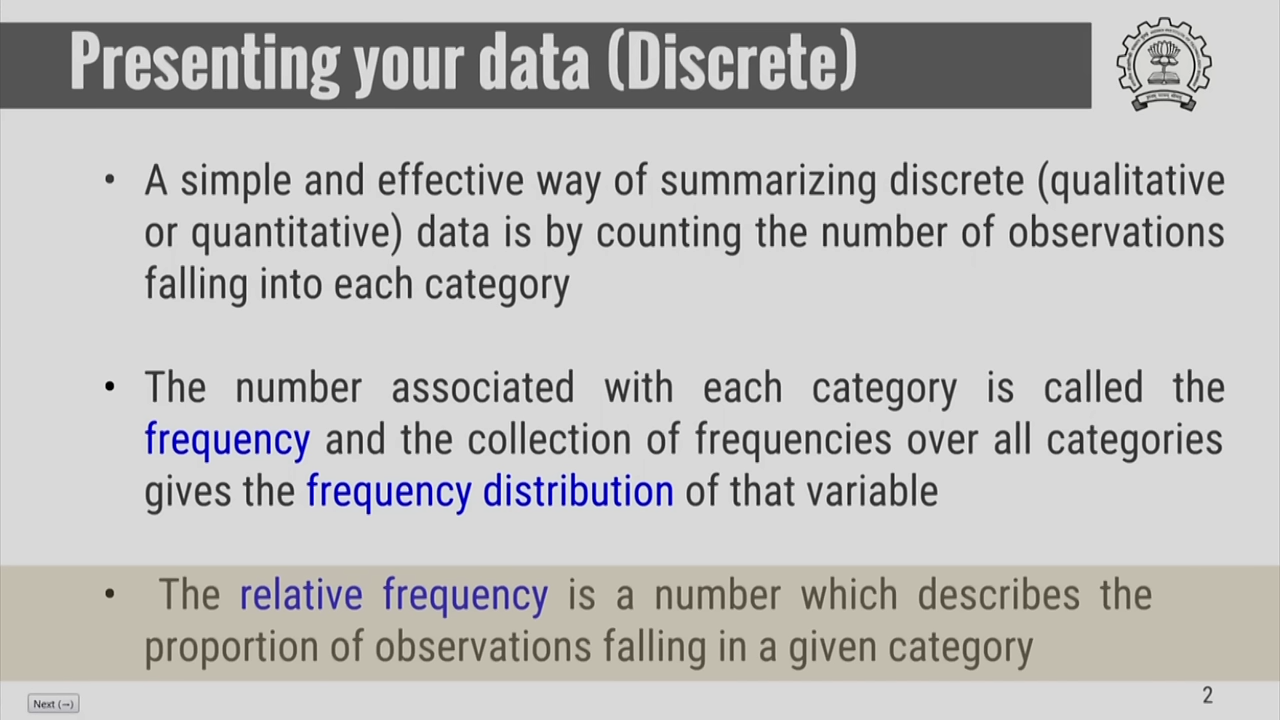 Presenting your data (Discrete)
• A simple and effective way of summarizing discrete (qualitative
or quantitative) data is by counting the number of observations
falling into each category
• The number associated with each category is called the
frequency and the collection of frequencies over all categories
gives the frequency distribution of that variable
• The relative frequency is a number which describes the
proportion of observations falling in a given category
Next (→)
2